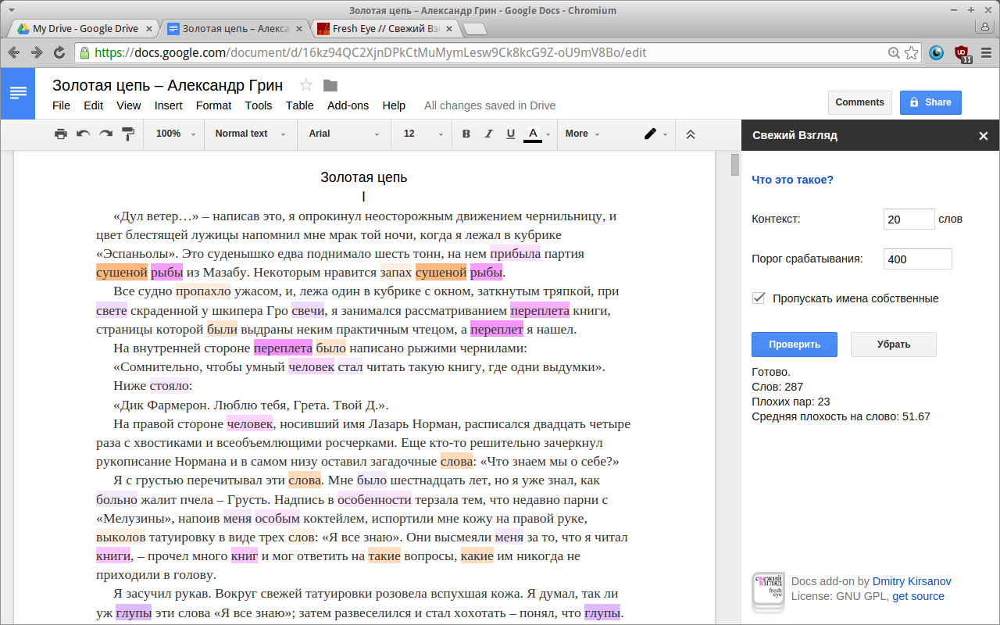 Золотая цепь – Александр Грин - Google Docs - Chromium
My Drive - Google Drive
Золотая цепь – Алекса
Fresh Eye // Свежий Вз
https://docs.google.com/document/d/16kz94QC2XjnDPkCtMuMymLesw9Ck8kcG9Z-oU9mV8Bo/edit
11
Золотая цепь – Александр Грин
File Edit View Insert Format Tools Table Add-ons Help All changes saved in Drive
Comments Share
100% Normal text Arial 12 B I U A More
Свежий Взгляд
Золотая цепь
I
«Дул ветер…» – написав это, я опрокинул неосторожным движением чернильницу, и
цвет блестящей лужицы напомнил мне мрак той ночи, когда я лежал в кубрике
«Эспаньолы». Это суденышко едва поднимало шесть тонн, на нем прибыла партия
сушеной рыбы из Мазабу. Некоторым нравится запах сушеной рыбы.
Все судно пропахло ужасом, и, лежа один в кубрике с окном, заткнутым тряпкой, при
свете скраденной у шкипера Гро свечи, я занимался рассматриванием переплета книги,
страницы которой были выдраны неким практичным чтецом, а переплет я нашел.
На внутренней стороне переплета было написано рыжими чернилами:
«Сомнительно, чтобы умный человек стал читать такую книгу, где одни выдумки».
Ниже стояло:
«Дик Фармерон. Люблю тебя, Грета. Твой Д.».
На правой стороне человек, носивший имя Лазарь Норман, расписался двадцать четыре
раза с хвостиками и всеобъемлющими росчерками. Еще кто-то решительно зачеркнул
рукописание Нормана и в самом низу оставил загадочные слова: «Что знаем мы о себе?»
Я с грустью перечитывал эти слова. Мне было шестнадцать лет, но я уже знал, как
больно жалит пчела – Грусть. Надпись в особенности терзала тем, что недавно парни с
«Мелузины», напоив меня особым коктейлем, испортили мне кожу на правой руке,
выколов татуировку в виде трех слов: «Я все знаю». Они высмеяли меня за то, что я читал
книги, – прочел много книг и мог ответить на такие вопросы, какие им никогда не
приходили в голову.
Я засучил рукав. Вокруг свежей татуировки розовела вспухшая кожа. Я думал, так ли
уж глупы эти слова «Я все знаю»; затем развеселился и стал хохотать – понял, что глупы.
Что это такое?
Контекст: 20 слов
Порог срабатывания: 400
Пропускать имена собственные
Проверить Убрать
Готово.
Слов: 287
Плохих пар: 23
Средняя плохость на слово: 51.67
свежий
взгляд
fresh
eye
Docs add-on by Dmitry Kirsanov
License: GNU GPL, get source